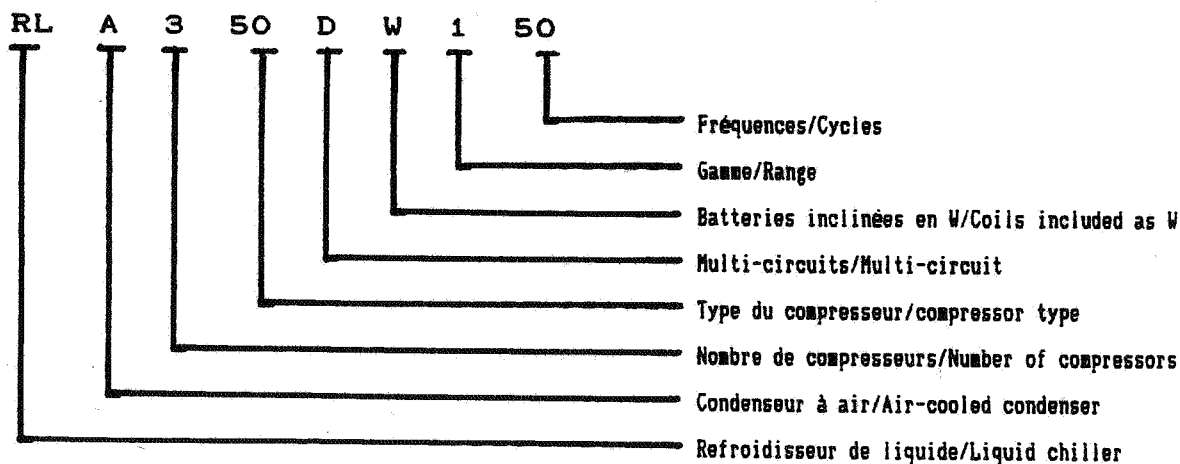 RL A 3 50 D W 1 50
Fréquences/Cycles
Gamme/Range
Batteries inclinées en W/Coils included as W
Multi-circuits/Multi-circuit
Type du compresseur/compressor type
Nombre de compresseurs/Number of compressors
Condenseur à air/Air-cooled condenser
Refroidisseur de liquide/Liquid chiller